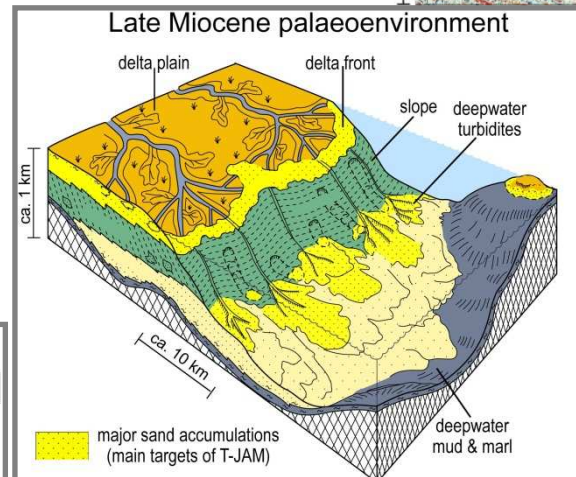 Late Miocene palaeoenvironment
delta plain
delta front
slope
deepwater
turbidites
ca. 1 km
ca. 10 km
deepwater
mud & marl
major sand accumulations
(main targets of T-JAM)